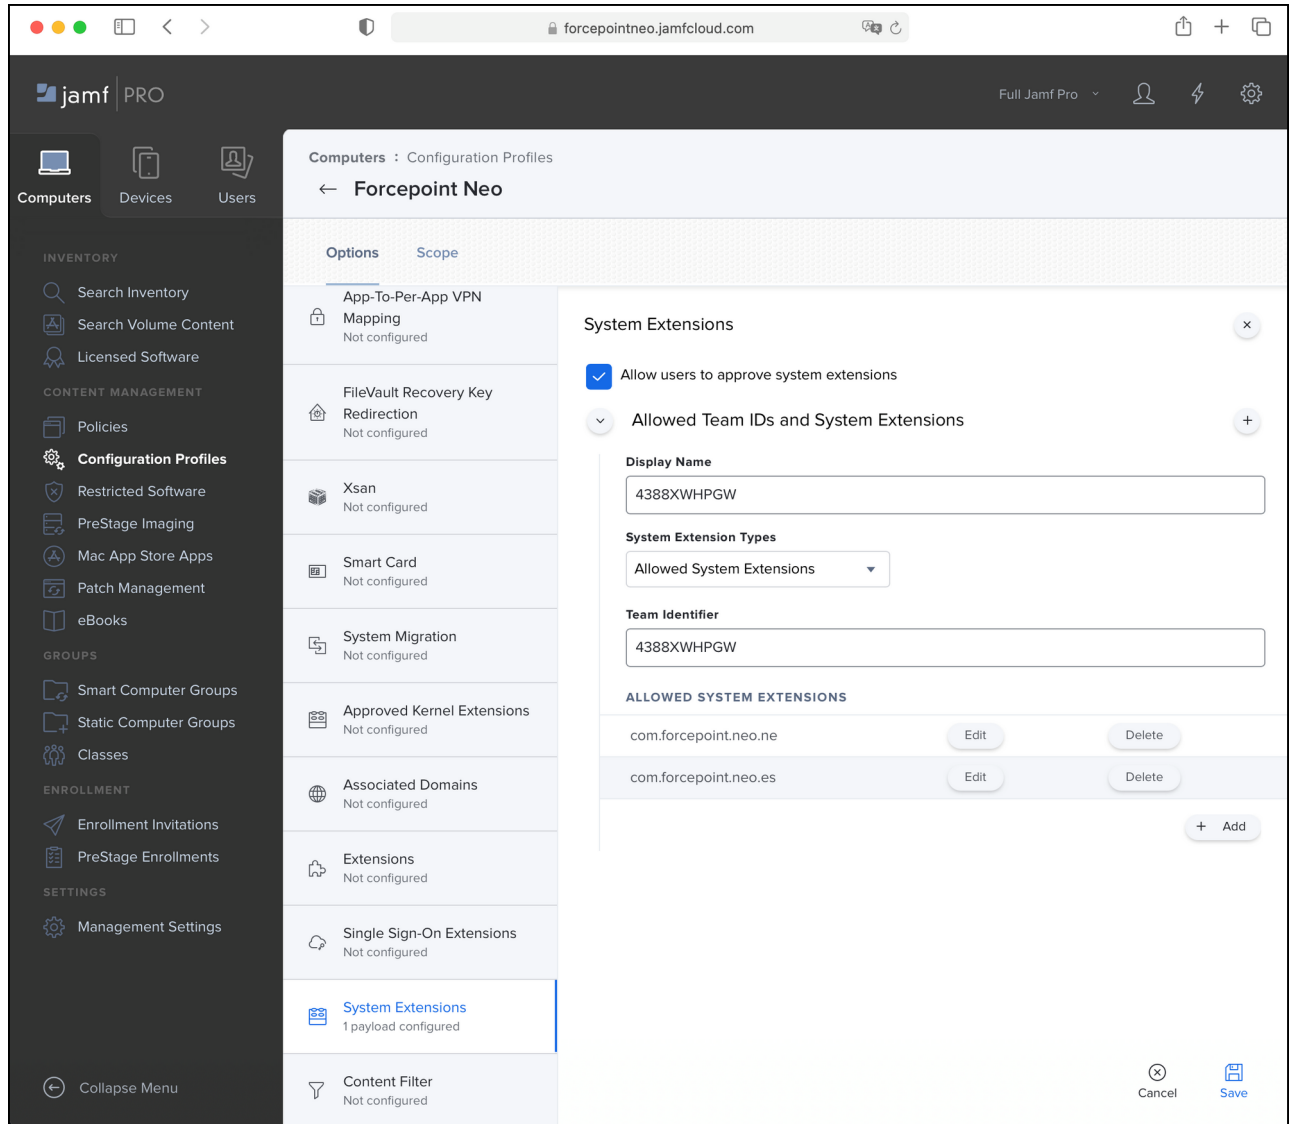 forcepointneo.jamfcloud.com
jamf PRO
Full Jamf Pro
Computers
Devices
Users
INVENTORY
Search Inventory
Search Volume Content
Licensed Software
CONTENT MANAGEMENT
Policies
Configuration Profiles
Restricted Software
PreStage Imaging
Mac App Store Apps
Patch Management
eBooks
GROUPS
Smart Computer Groups
Static Computer Groups
Classes
ENROLLMENT
Enrollment Invitations
PreStage Enrollments
SETTINGS
Management Settings
Collapse Menu
Computers : Configuration Profiles
← Forcepoint Neo
Options
Scope
App-To-Per-App VPN
Mapping
Not configured
FileVault Recovery Key
Redirection
Not configured
Xsan
Not configured
Smart Card
Not configured
System Migration
Not configured
Approved Kernel Extensions
Not configured
Associated Domains
Not configured
Extensions
Not configured
Single Sign-On Extensions
Not configured
System Extensions
1 payload configured
Content Filter
Not configured
System Extensions
Allow users to approve system extensions
Allowed Team IDs and System Extensions
Display Name
4388XWHPGW
System Extension Types
Allowed System Extensions
Team Identifier
4388XWHPGW
ALLOWED SYSTEM EXTENSIONS
com.forcepoint.neo.ne Edit Delete
com.forcepoint.neo.es Edit Delete
+ Add
Cancel
Save